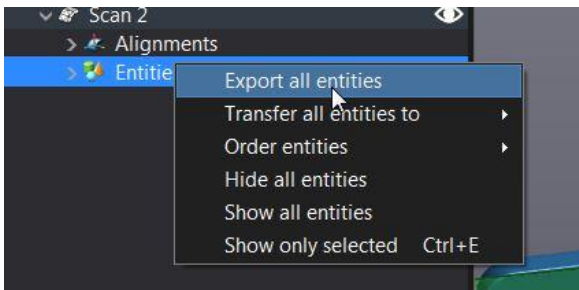 Scan 2
Alignments
Entitie
Export all entities
Transfer all entities to
Order entities
Hide all entities
Show all entities
Show only selected Ctrl+E